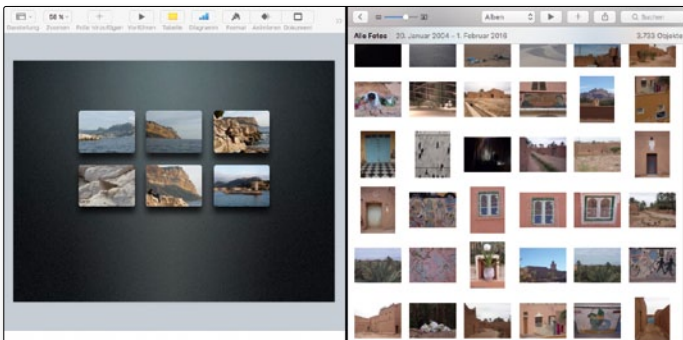 58 %
Darstellung Zoomen Folie hinzufügen Vorführen Tabelle Diagramm Format Animieren Dokument
Alben
Suchen
Alle Fotos 20. Januar 2004 - 1. Februar 2016 3.733 Objekte